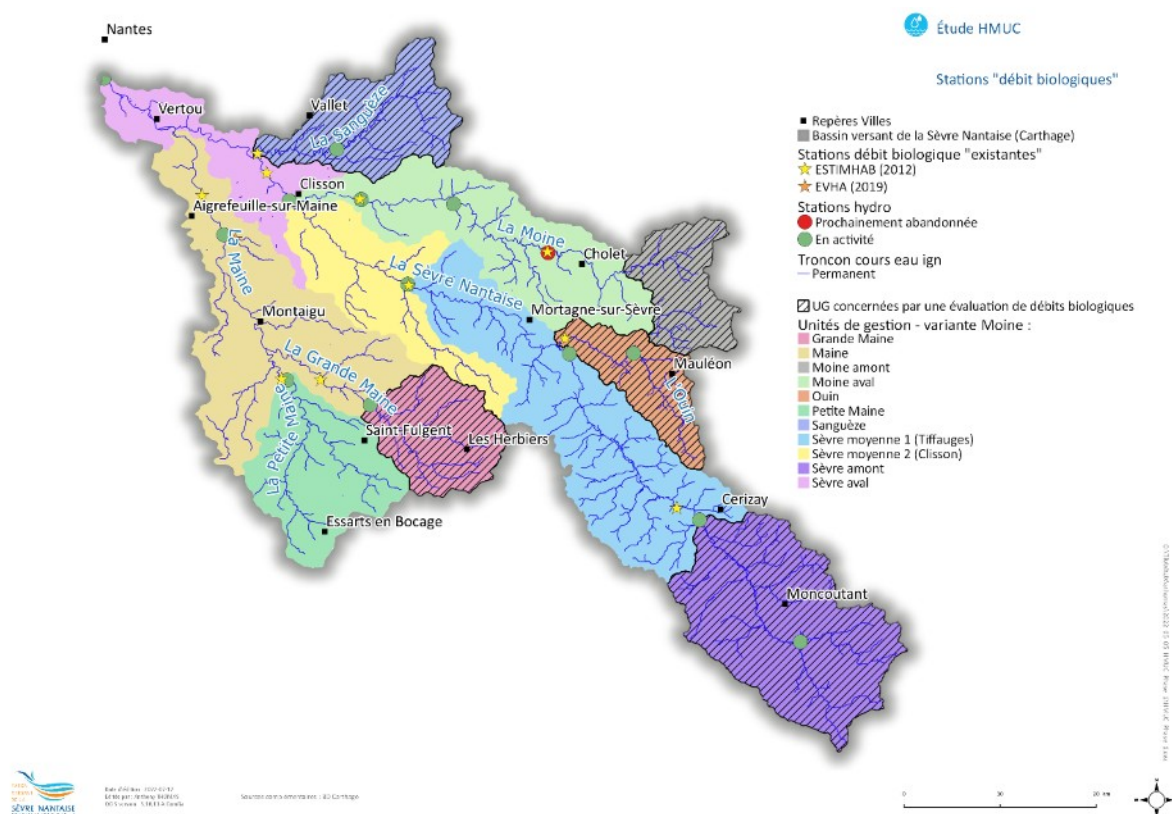 Étude HMUC
Stations "débit biologiques"
Repères Villes
Bassin versant de la Sèvre Nantaise (Carthage)
Stations débit biologique "existantes"
ESTIMHAB (2012)
EVHA (2019)
Stations hydro
Prochainement abandonnée
En activité
Troncon cours eau ign
Permanent
UG concernées par une évaluation de débits biologiques
Unités de gestion - variante Moine :
Grande Maine
Maine
Moine amont
Moine aval
Ouin
Petite Maine
Sanguèze
Sèvre moyenne 1 (Tiffauges)
Sèvre moyenne 2 (Clisson)
Sèvre amont
Sèvre aval
Nantes
Vertou
Vallet
La Sanguèze
Clisson
Aigrefeuille-sur-Maine
La Maine
La Moine
Cholet
La Sèvre Nantaise
Montaigu
Mortagne-sur-Sèvre
La Grande Maine
Mauléon
L'Ouin
La Petite Maine
Saint-Fulgent
Les Herbiers
Essarts en Bocage
Cerizay
Moncoutant
SÈVRE NANTAISE